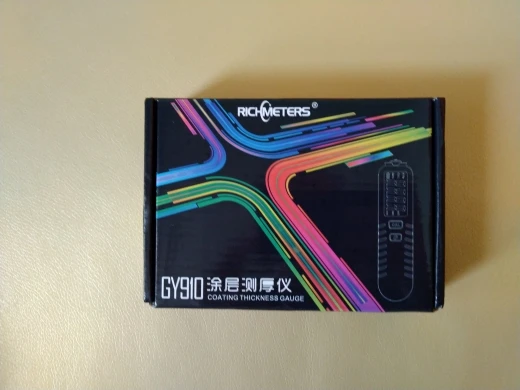 RICHMETERS®
GY910 涂层测厚仪
COATING THICKNESS GAUGE